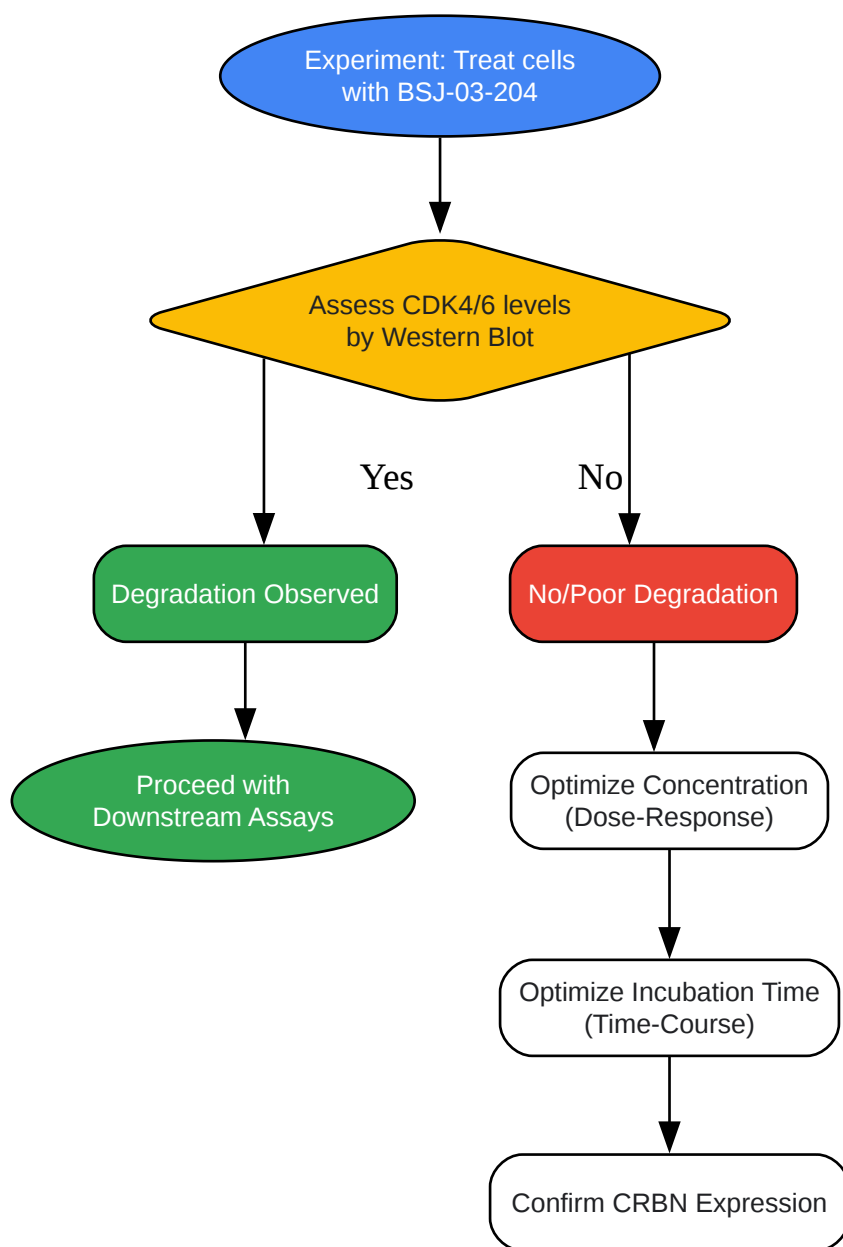 Experiment: Treat cells
with BSJ-03-204
Assess CDK4/6 levels
by Western Blot
Yes
No
Degradation Observed
No/Poor Degradation
Proceed with
Downstream Assays
Optimize Concentration
(Dose-Response)
Optimize Incubation Time
(Time-Course)
Confirm CRBN Expression